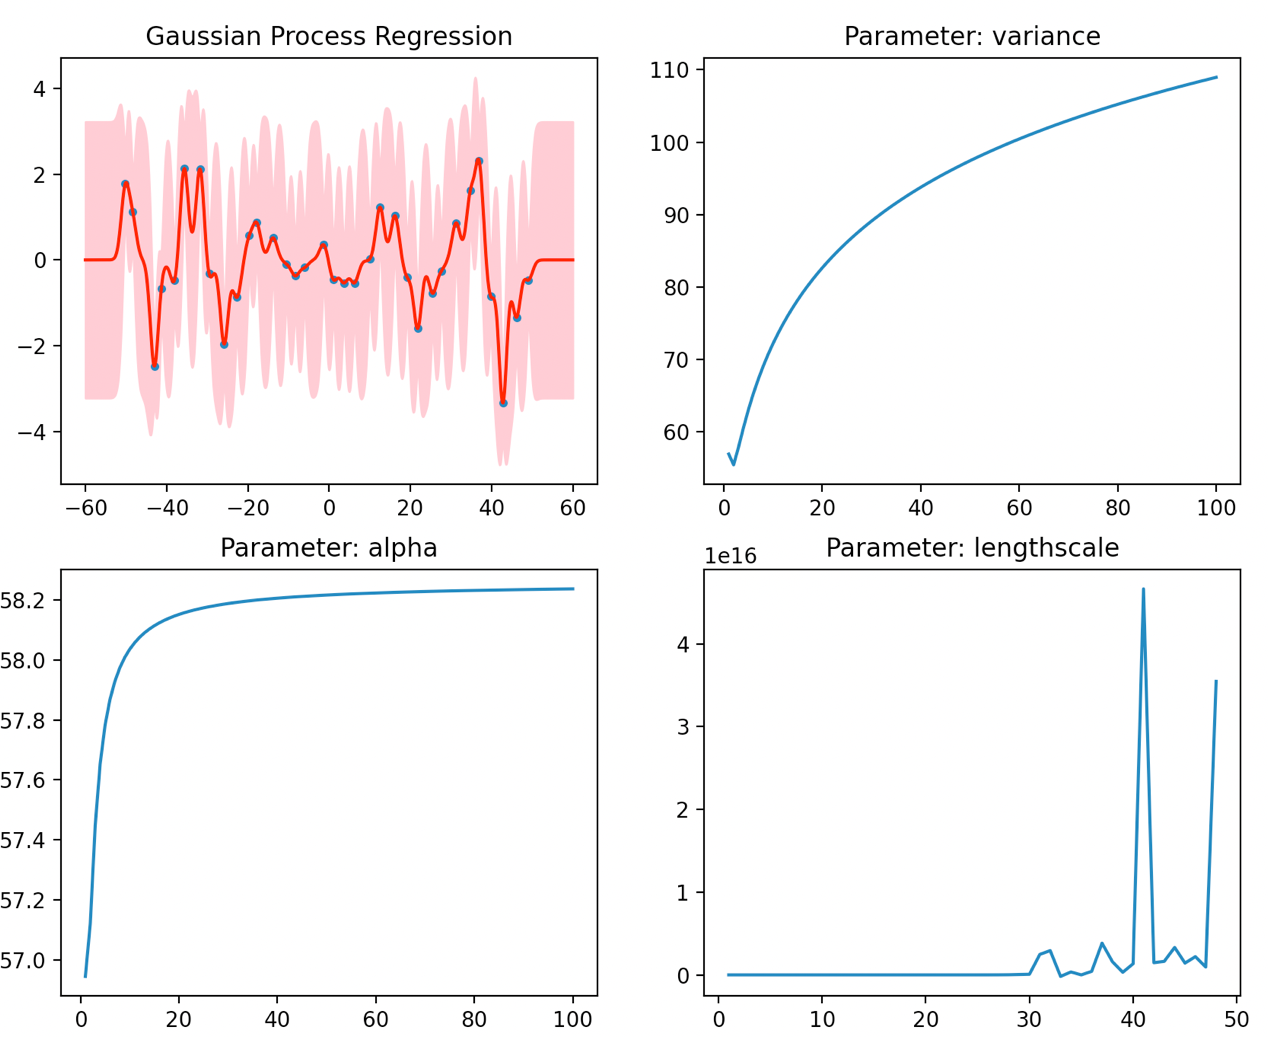 Gaussian Process Regression
4
2
0
−2
−4
−60 −40 −20 0 20 40 60
Parameter: variance
110
100
90
80
70
60
0 20 40 60 80 100
Parameter: alpha
58.2
58.0
57.8
57.6
57.4
57.2
57.0
0 20 40 60 80 100
Parameter: lengthscale
1e16
4
3
2
1
0
0 10 20 30 40 50